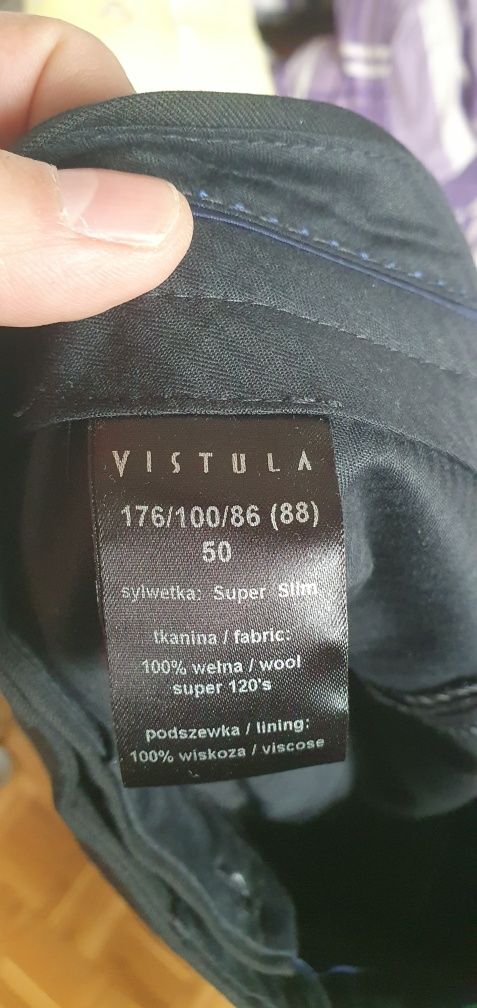 VISTULA
176/100/86 (88)
50
sylwetka: Super Slim
tkanina / fabric:
100% wełna / wool
super 120's
podszewka / lining:
100% wiskoza / viscose